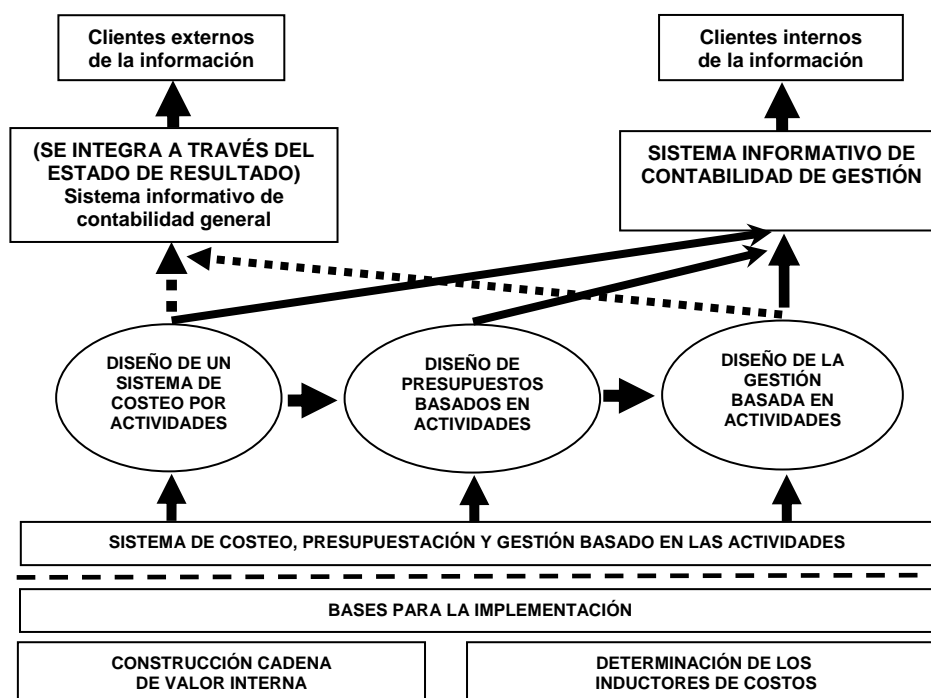 Clientes externos
de la información
Clientes internos
de la información
(SE INTEGRA A TRAVÉS DEL
ESTADO DE RESULTADO)
Sistema informativo de
contabilidad general
SISTEMA INFORMATIVO DE
CONTABILIDAD DE GESTIÓN
DISEÑO DE UN
SISTEMA DE
COSTEO POR
ACTIVIDADES
DISEÑO DE
PRESUPUESTOS
BASADOS EN
ACTIVIDADES
DISEÑO DE LA
GESTIÓN
BASADA EN
ACTIVIDADES
SISTEMA DE COSTEO, PRESUPUESTACIÓN Y GESTIÓN BASADO EN LAS ACTIVIDADES
BASES PARA LA IMPLEMENTACIÓN
CONSTRUCCIÓN CADENA
DE VALOR INTERNA
DETERMINACIÓN DE LOS
INDUCTORES DE COSTOS